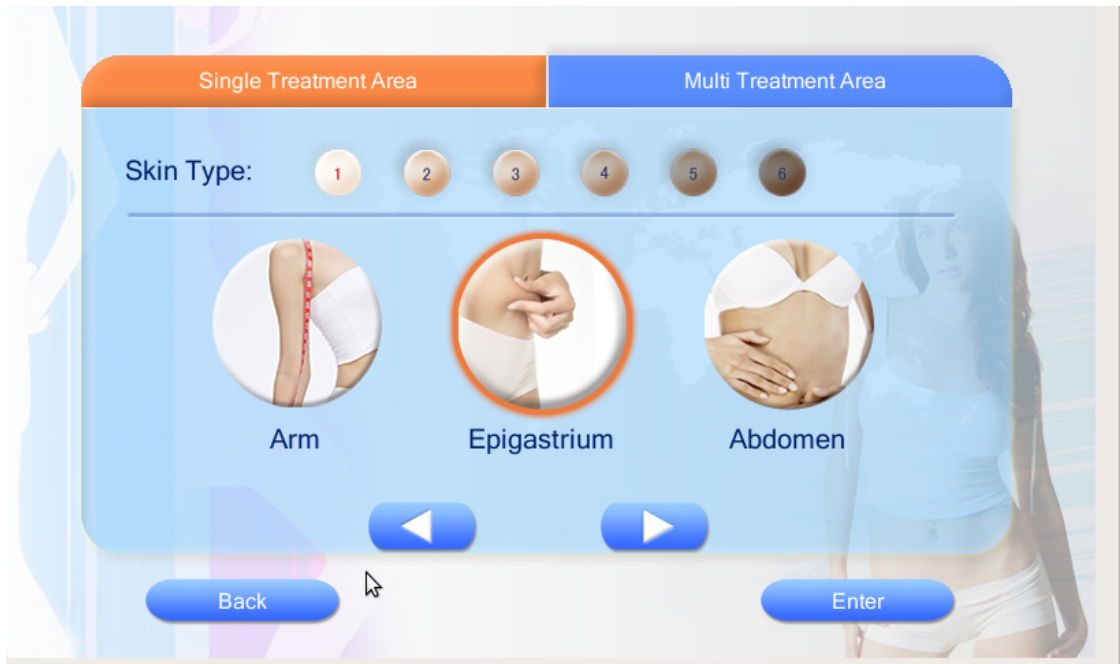 Single Treatment Area
Multi Treatment Area
Skin Type:
1 2 3 4 5 6
Arm
Epigastrium
Abdomen
Back
Enter